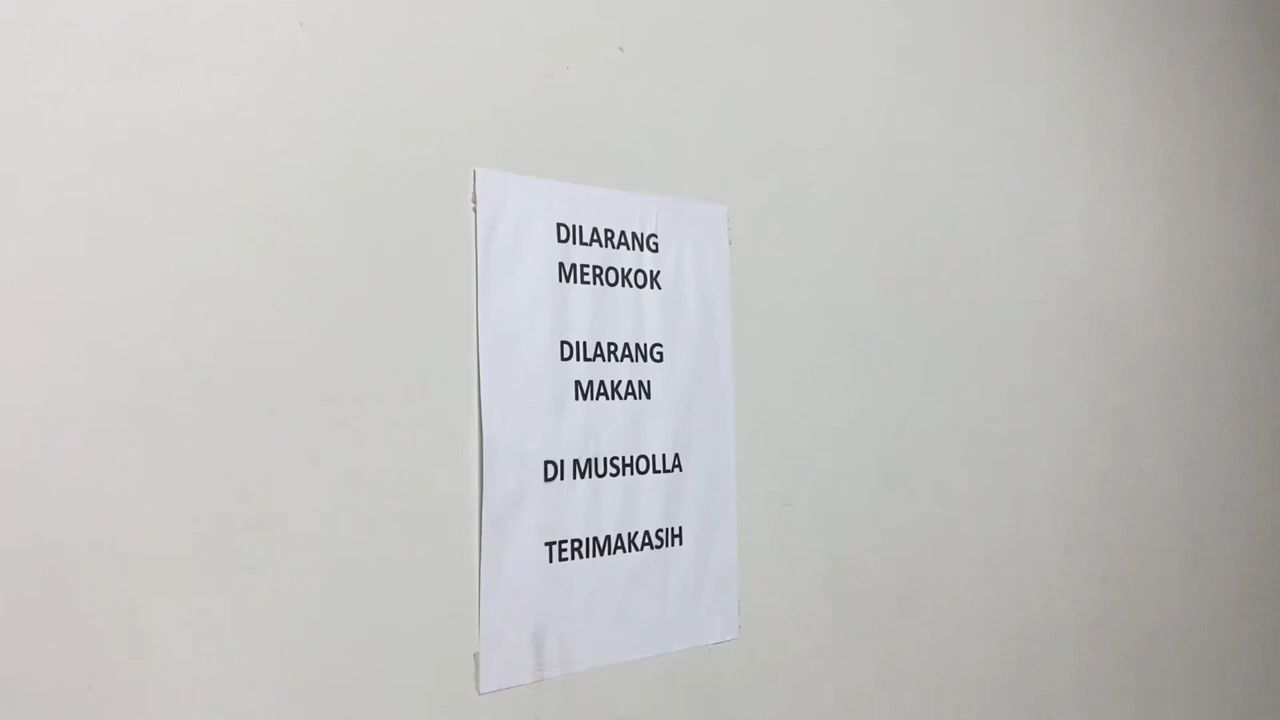 DILARANG
MEROKOK
DILARANG
MAKAN
DI MUSHOLLA
TERIMAKASIH